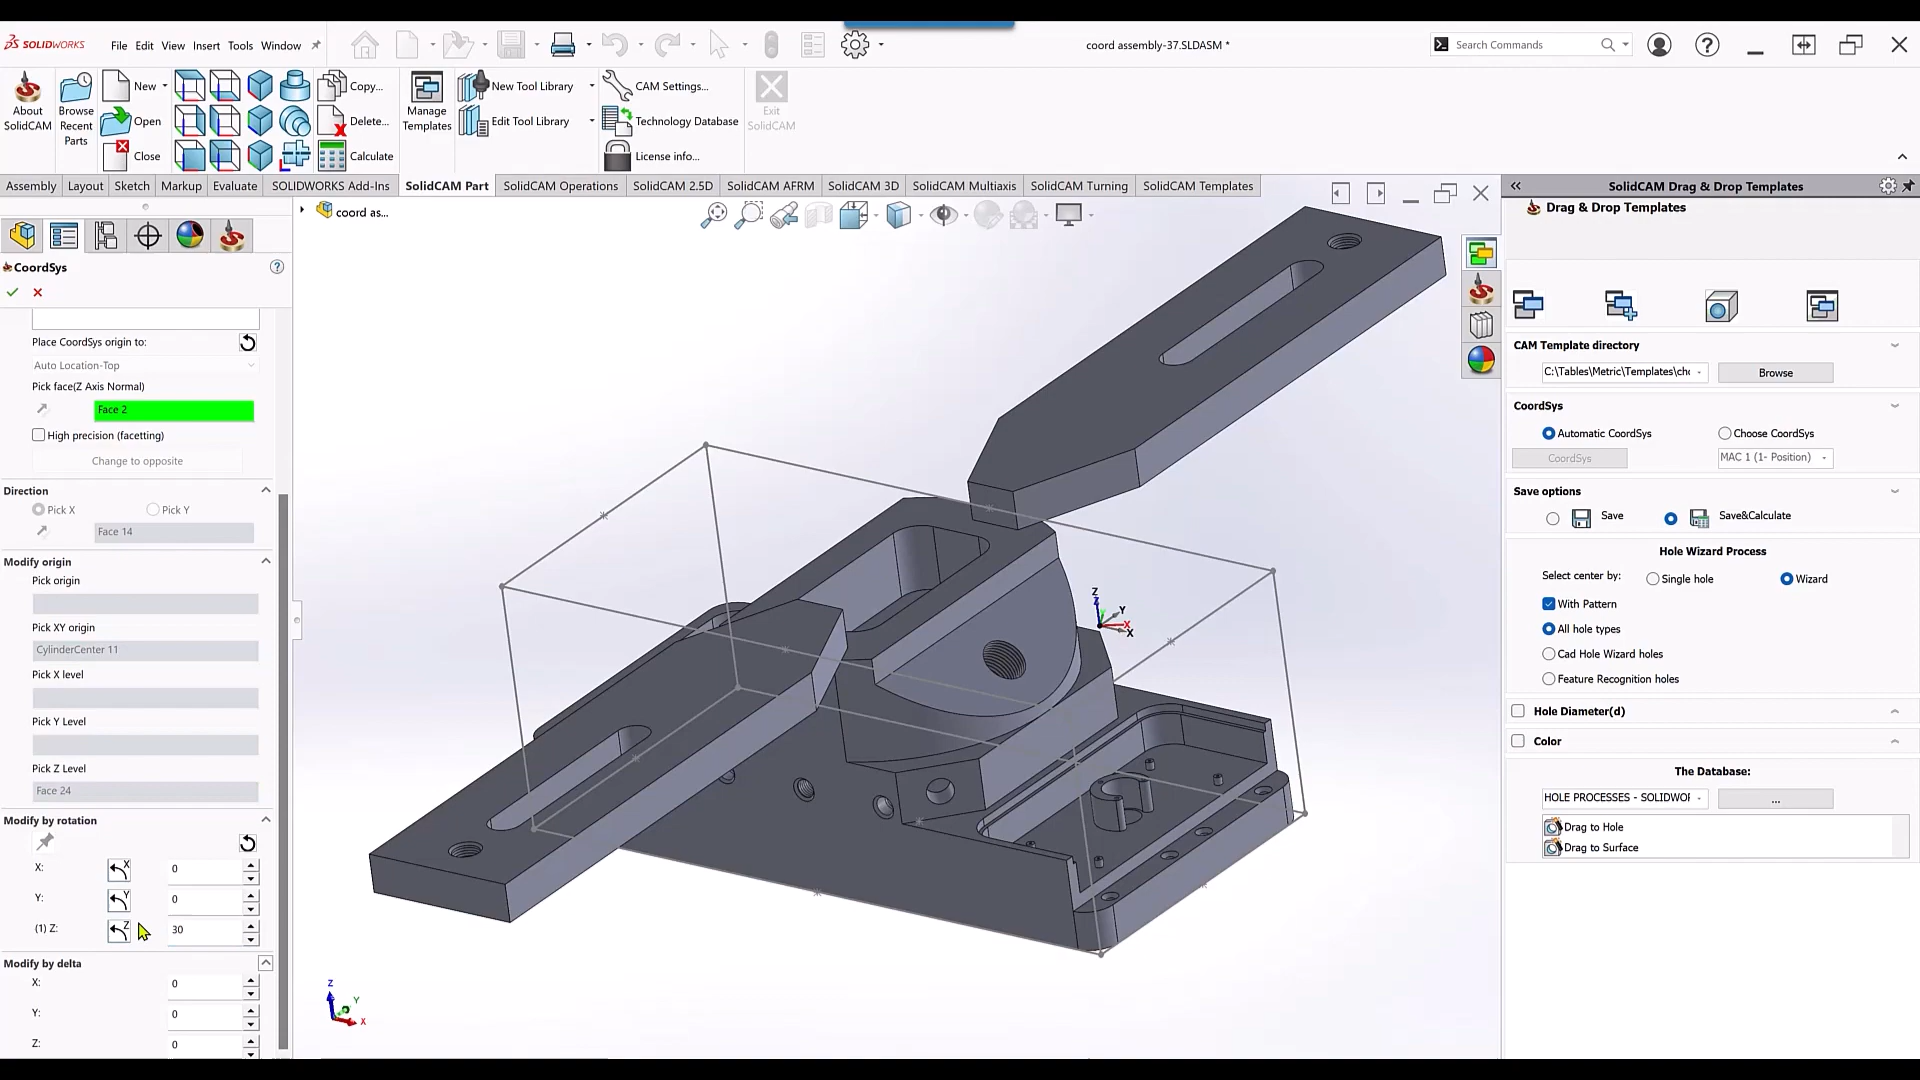 SOLIDWORKS File Edit View Insert Tools Window
coord assembly-37.SLDASM *
Search Commands
About SolidCAM
Browse Recent Parts
New
Open
Close
Copy...
Delete...
Calculate
Manage Templates
New Tool Library
Edit Tool Library
CAM Settings...
Technology Database
License info...
Exit SolidCAM
Assembly Layout Sketch Markup Evaluate SOLIDWORKS Add-Ins SolidCAM Part SolidCAM Operations SolidCAM 2.5D SolidCAM AFRM SolidCAM 3D SolidCAM Multiaxis SolidCAM Turning SolidCAM Templates
coord as...
CoordSys
Place CoordSys origin to:
Auto Location-Top
Pick face(Z Axis Normal)
Face 2
High precision (facetting)
Change to opposite
Direction
Pick X Pick Y
Face 14
Modify origin
Pick origin
Pick XY origin
CylinderCenter 11
Pick X level
Pick Y Level
Pick Z Level
Face 24
Modify by rotation
X: X 0
Y: Y 0
(1) Z: Z 30
Modify by delta
X: 0
Y: 0
Z: 0
Z
Z
Y
X
X
Z
Y
X
SolidCAM Drag & Drop Templates
Drag & Drop Templates
CAM Template directory
C:\Tables\Metric\Templates\ch
Browse
CoordSys
Automatic CoordSys Choose CoordSys
CoordSys MAC 1 (1- Position)
Save options
Save Save&Calculate
Hole Wizard Process
Select center by: Single hole Wizard
With Pattern
All hole types
Cad Hole Wizard holes
Feature Recognition holes
Hole Diameter(d)
Color
The Database:
HOLE PROCESSES - SOLIDWOR ...
Drag to Hole
Drag to Surface